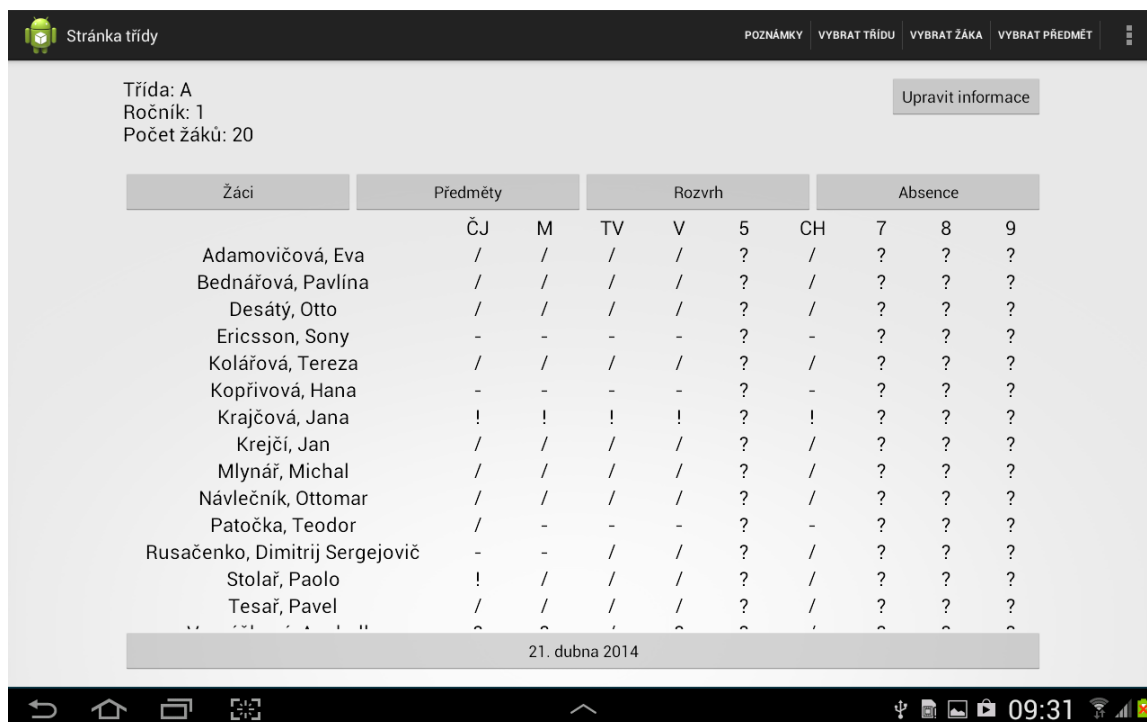 Stránka třídy POZNÁMKY VYBRAT TŘÍDU VYBRAT ŽÁKA VYBRAT PŘEDMĚT
Třída: A
Ročník: 1
Počet žáků: 20
Upravit informace
Žáci Předměty Rozvrh Absence
ČJ M TV V 5 CH 7 8 9
Adamovičová, Eva / / / / ? / ? ? ?
Bednářová, Pavlína / / / / ? / ? ? ?
Desátý, Otto / / / / ? / ? ? ?
Ericsson, Sony - - - - ? - ? ? ?
Kolářová, Tereza / / / / ? / ? ? ?
Kopřivová, Hana - - - - ? - ? ? ?
Krajčová, Jana ! ! ! ! ? ! ? ? ?
Krejčí, Jan / / / / ? / ? ? ?
Mlynář, Michal / / / / ? / ? ? ?
Návlečník, Ottomar / / / / ? / ? ? ?
Patočka, Teodor / - - - ? - ? ? ?
Rusačenko, Dimitrij Sergejovič - - / / ? / ? ? ?
Stolař, Paolo ! / / / ? / ? ? ?
Tesař, Pavel / / / / ? / ? ? ?
21. dubna 2014
09:31